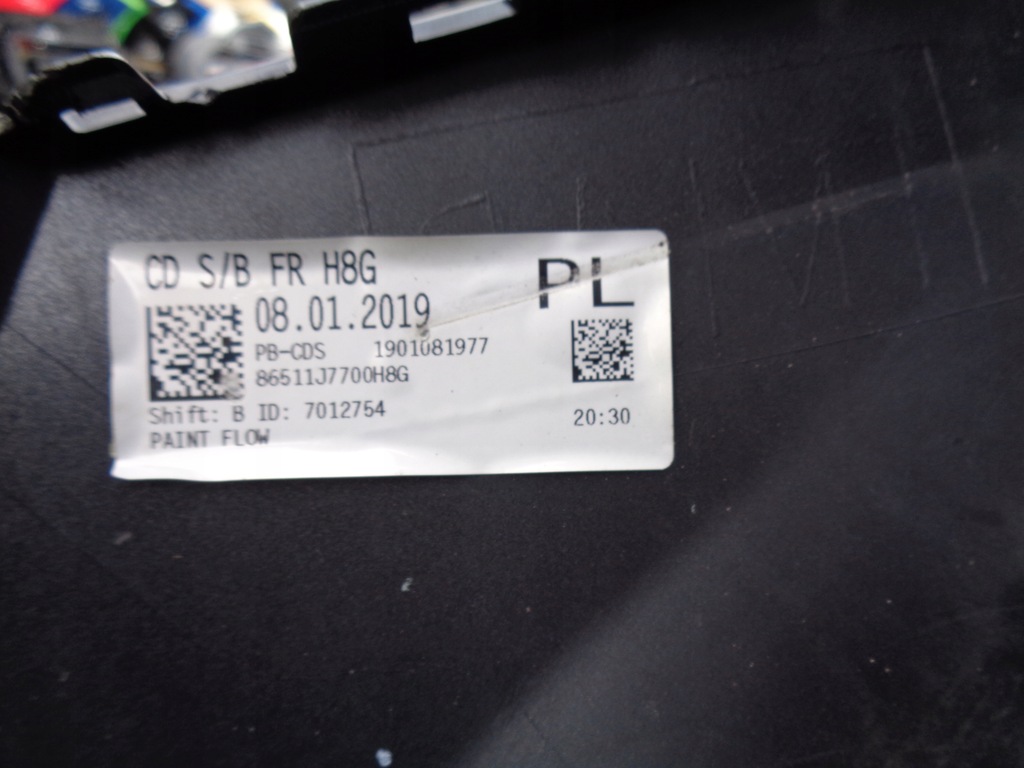 CD S/B FR H8G
PL
08.01.2019
PB-CDS 1901081977
86511J7700H8G
Shift: B ID: 7012754
20:30
PAINT FLOW